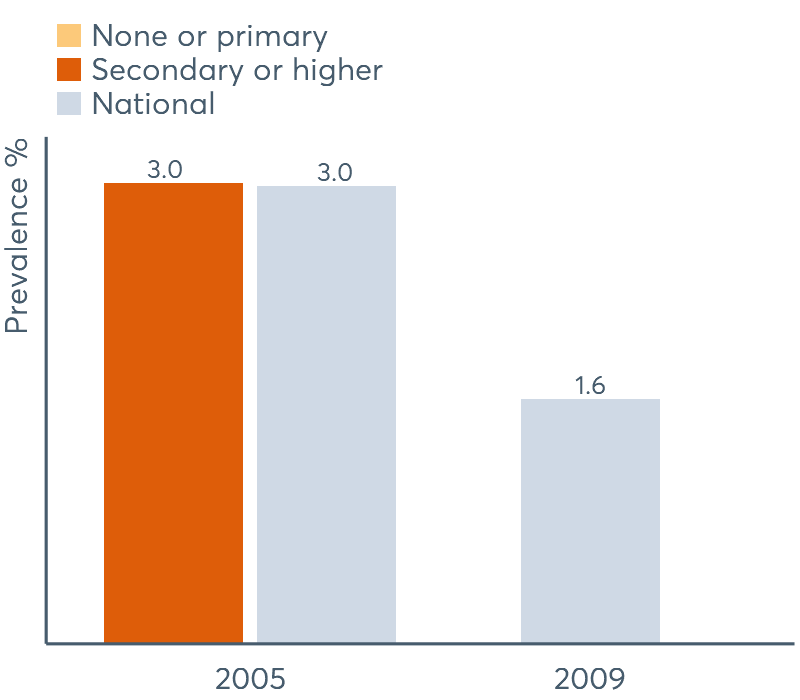 None or primary
Secondary or higher
National
Prevalence %
3.0
3.0
1.6
2005
2009